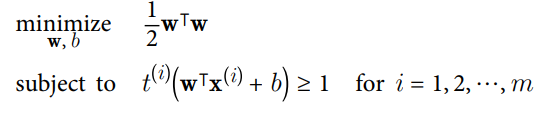 minimize 1/2 w⊺w
w, b
subject to t⁽ⁱ⁾(w⊺x⁽ⁱ⁾ + b) ≥ 1 for i = 1, 2, ⋯, m